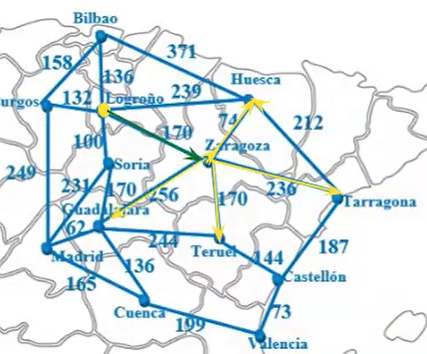 Bilbao
371
158
136
Huesca
urgos
132
Logroño
239
74
212
100
170
Zaragoza
Soria
249
231
170
256
170
236
Tarragona
Guadalajara
62
244
Teruel
187
Madrid
136
144
Castellón
165
Cuenca
73
199
Valencia